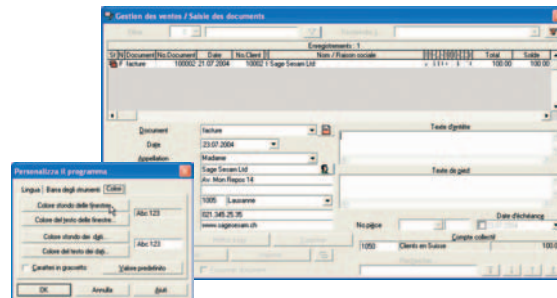 Gestion des ventes / Saisie des documents
Enregistrements : 1
St N Document No.Document Date No.Client Nom / Raison sociale Total Solde
F facture 100002 21.07.2004 10002 Sage Sesam Ltd 100.00 100.00
Document facture
Date 23.07.2004
Appellation Madame
Sage Sesam Ltd
Av. Mon Repos 14
1005 Lausanne
021.345.25.35
www.sagesesam.ch
Texte d'entête
Texte de pied
No.pièce
Date d'échéance
Compte collectif
1050 Clients en Suisse 100.0
Personalizza il programma
Lingua Barra degli strumenti Colori
Colore sfondo delle finestre...
Colore del testo delle finestre...
Abc 123
Colore sfondo dei dati...
Colore del testo dei dati...
Abc 123
Caratteri in grassetto Valore predefinito
OK Annulla Aiuti